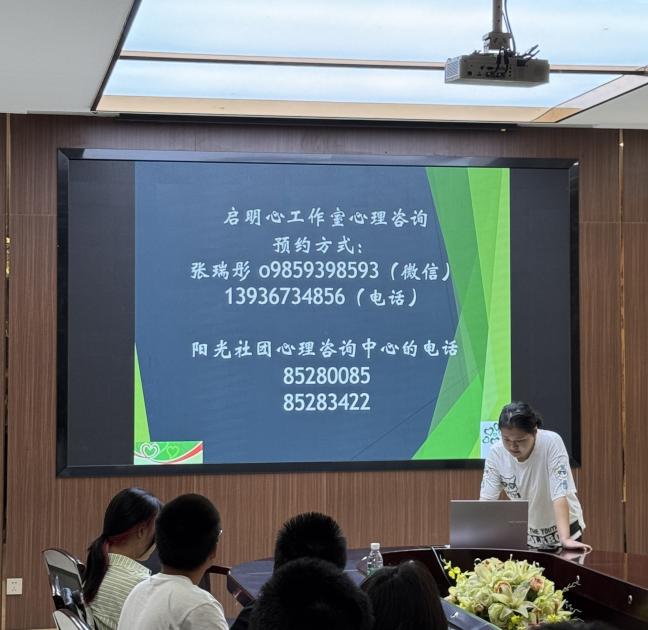 启明心工作室心理咨询
预约方式：
张瑞彤 o9859398593（微信）
13936734856（电话）
阳光社团心理咨询中心的电话
85280085
85283422
THE YOUTH